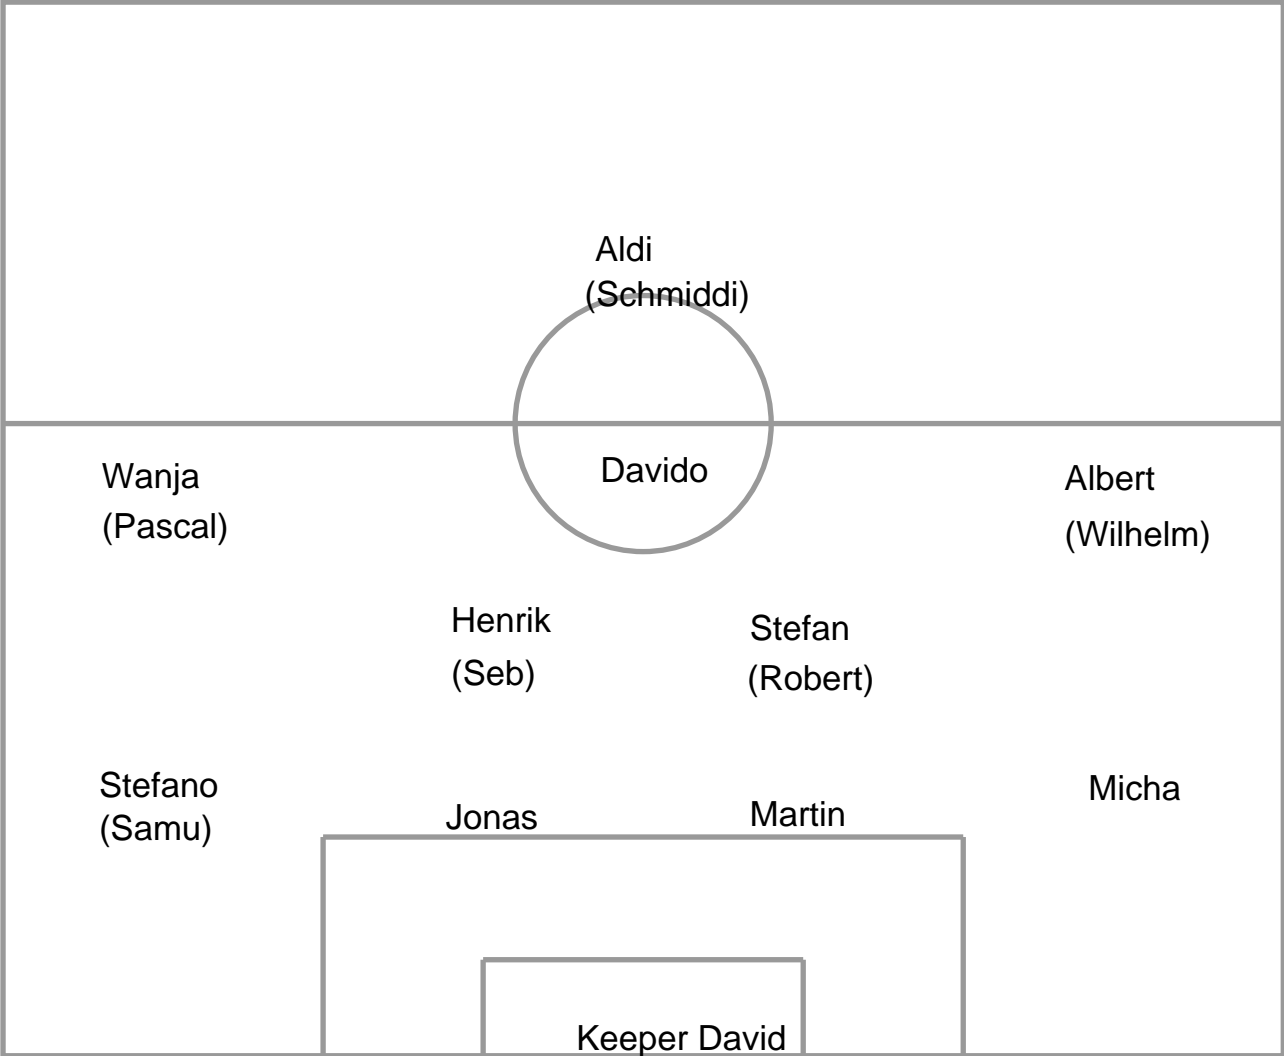 Aldi
(Schmiddi)
Wanja
(Pascal)
Davido
Albert
(Wilhelm)
Henrik
(Seb)
Stefan
(Robert)
Stefano
(Samu)
Jonas
Martin
Micha
Keeper David